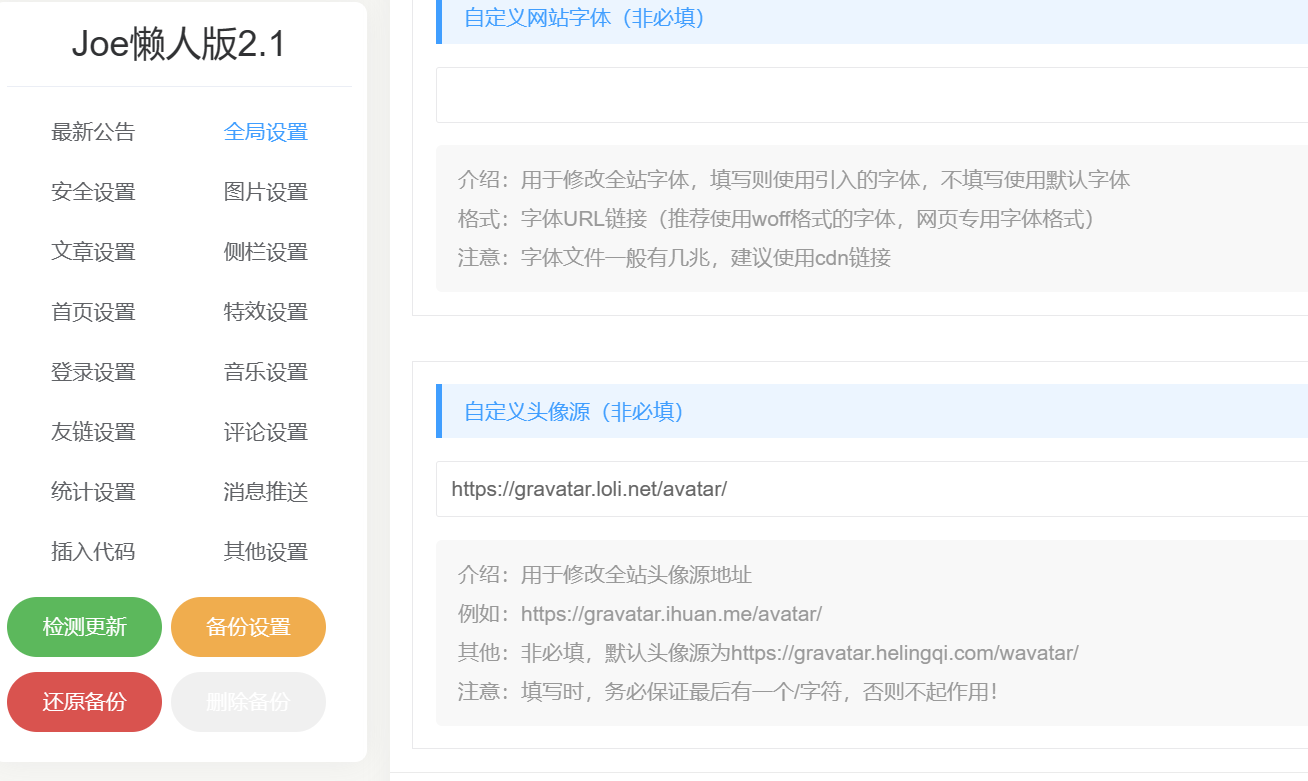 Joe懒人版2.1
最新公告 全局设置
安全设置 图片设置
文章设置 侧栏设置
首页设置 特效设置
登录设置 音乐设置
友链设置 评论设置
统计设置 消息推送
插入代码 其他设置
检测更新 备份设置
还原备份 删除备份
自定义网站字体（非必填）
介绍：用于修改全站字体，填写则使用引入的字体，不填写使用默认字体
格式：字体URL链接（推荐使用woff格式的字体，网页专用字体格式）
注意：字体文件一般有几兆，建议使用cdn链接
自定义头像源（非必填）
https://gravatar.loli.net/avatar/
介绍：用于修改全站头像源地址
例如：https://gravatar.ihuan.me/avatar/
其他：非必填，默认头像源为https://gravatar.helingqi.com/wavatar/
注意：填写时，务必保证最后有一个/字符，否则不起作用！